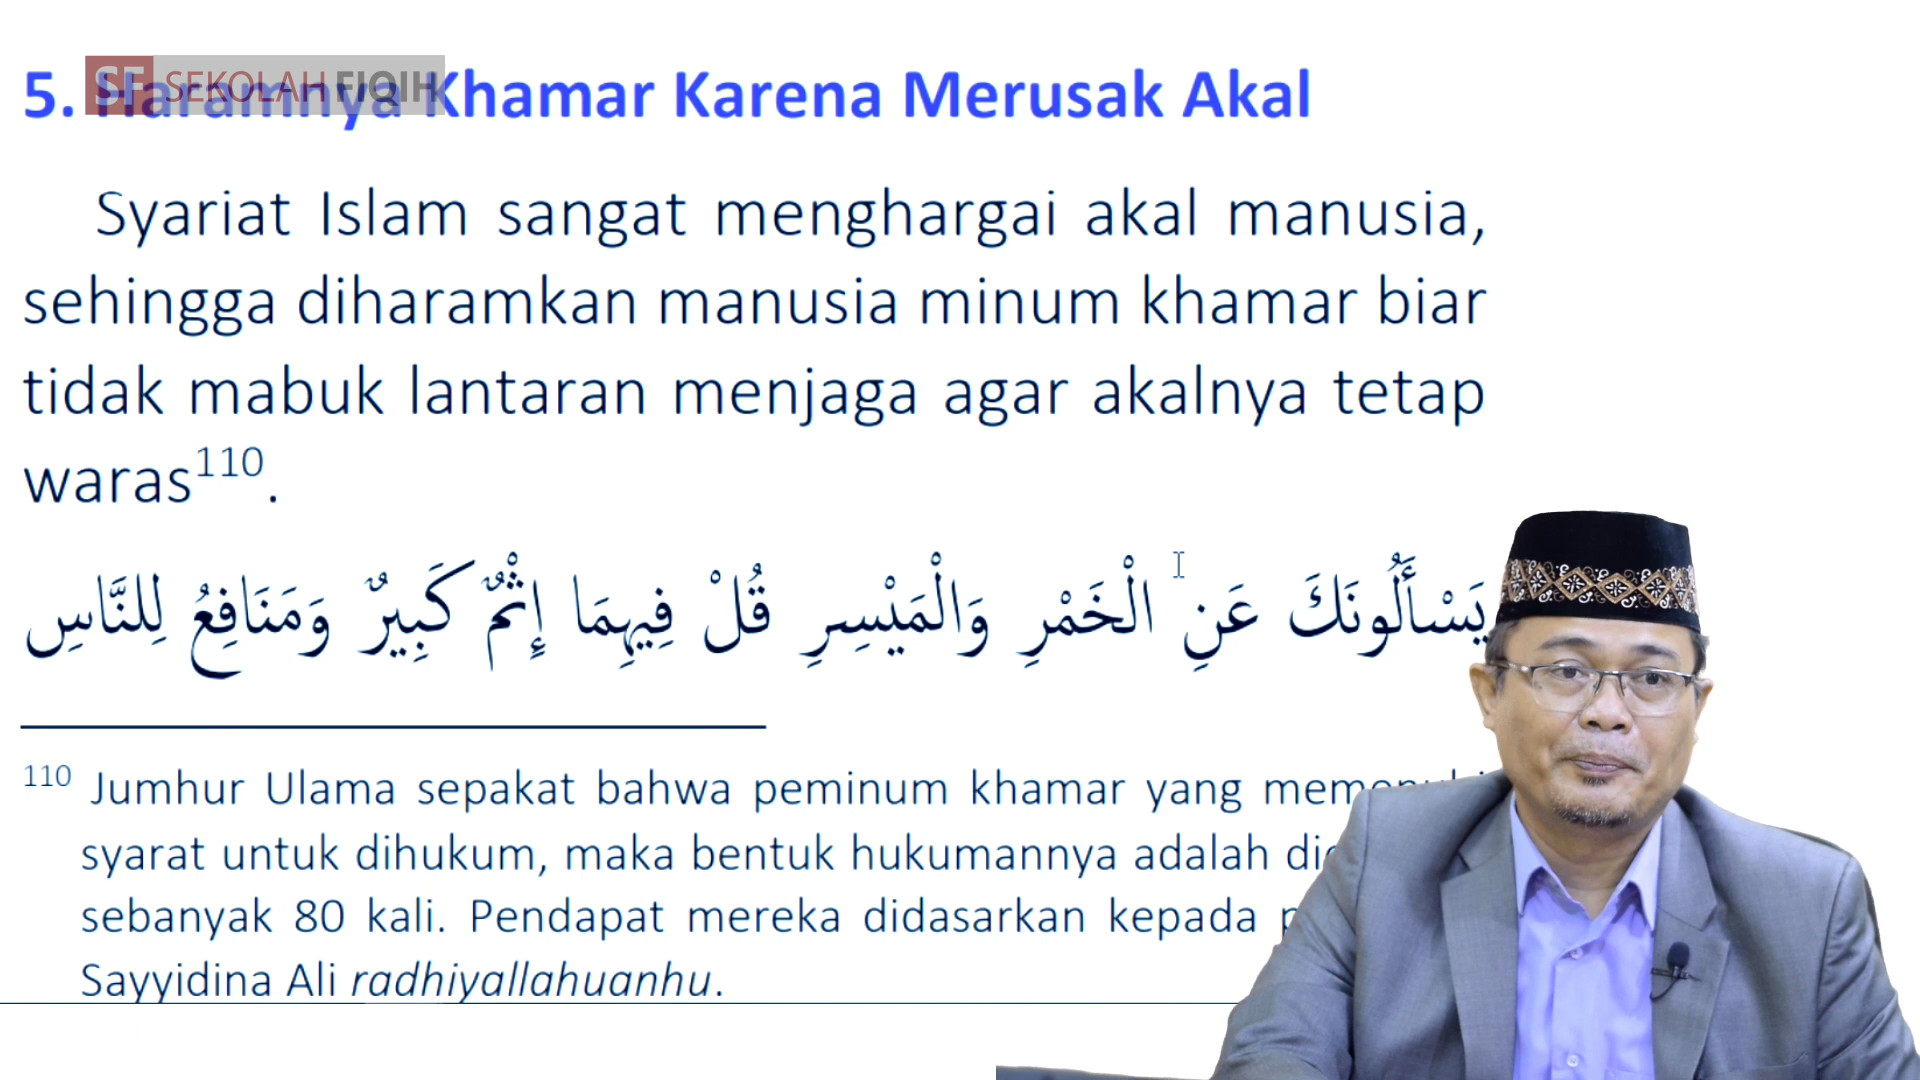 SF SEKOLAH FIQIH
5. Haramnya Khamar Karena Merusak Akal
Syariat Islam sangat menghargai akal manusia,
sehingga diharamkan manusia minum khamar biar
tidak mabuk lantaran menjaga agar akalnya tetap
waras110.
يَسْأَلُونَكَ عَنِ الْخَمْرِ وَالْمَيْسِرِ قُلْ فِيهِمَا إِثْمٌ كَبِيرٌ وَمَنَافِعُ لِلنَّاسِ
110 Jumhur Ulama sepakat bahwa peminum khamar yang
syarat untuk dihukum, maka bentuk hukumannya adalah
sebanyak 80 kali. Pendapat mereka didasarkan kepada
Sayyidina Ali radhiyallahuanhu.